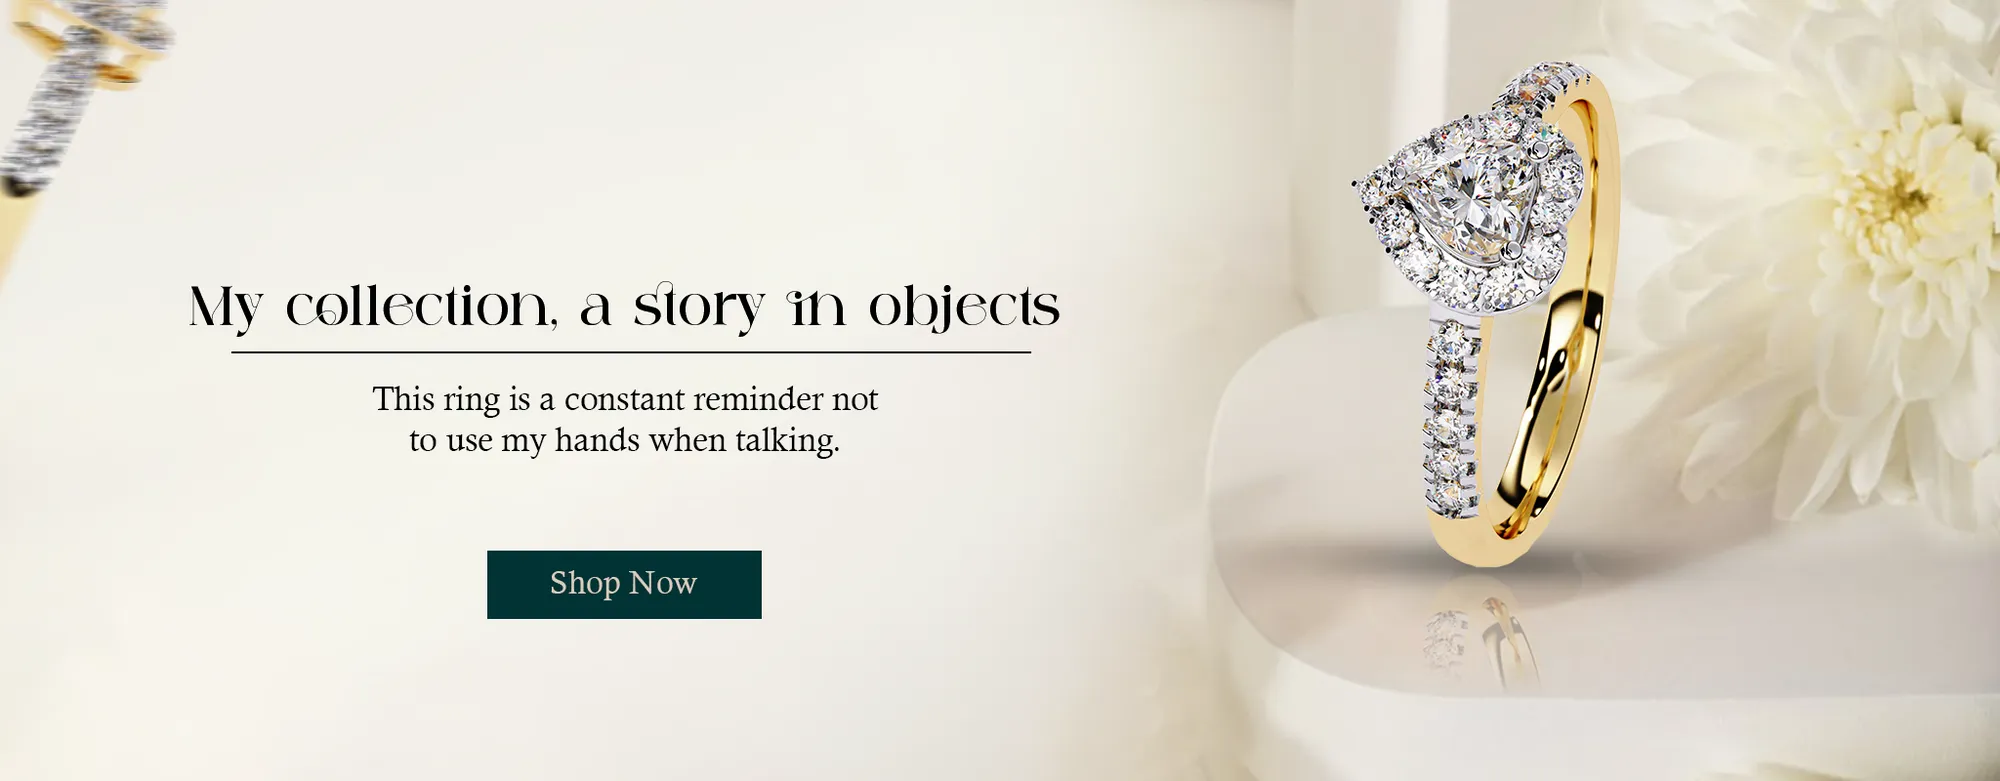 My collection, a story in objects
This ring is a constant reminder not
to use my hands when talking.
Shop Now